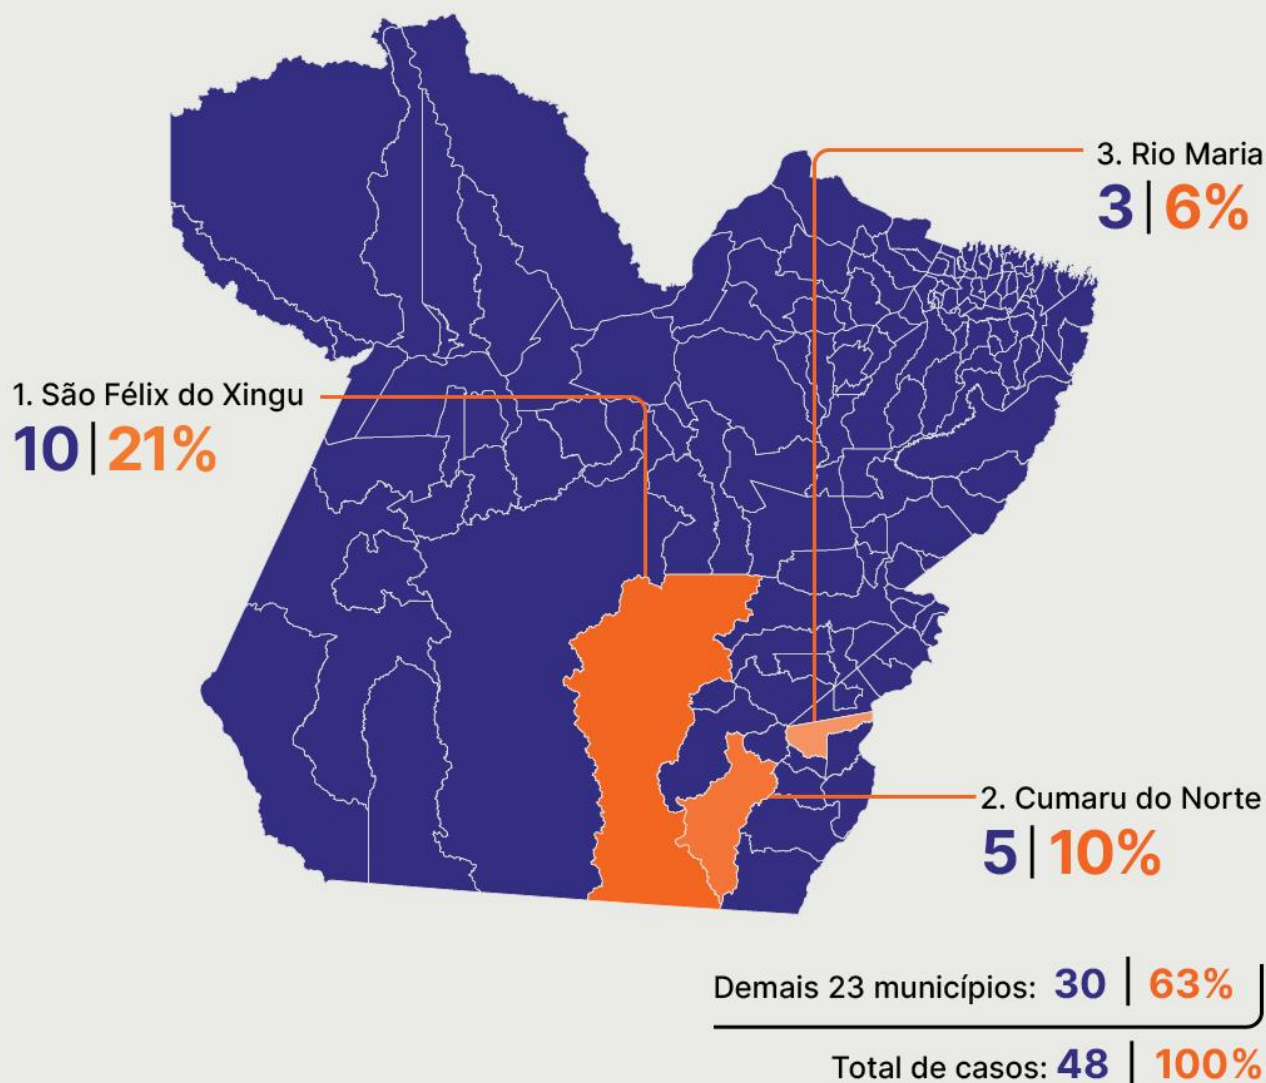 3. Rio Maria
3 | 6%
1. São Félix do Xingu
10 | 21%
2. Cumaru do Norte
5 | 10%
Demais 23 municípios: 30 | 63%
Total de casos: 48 | 100%